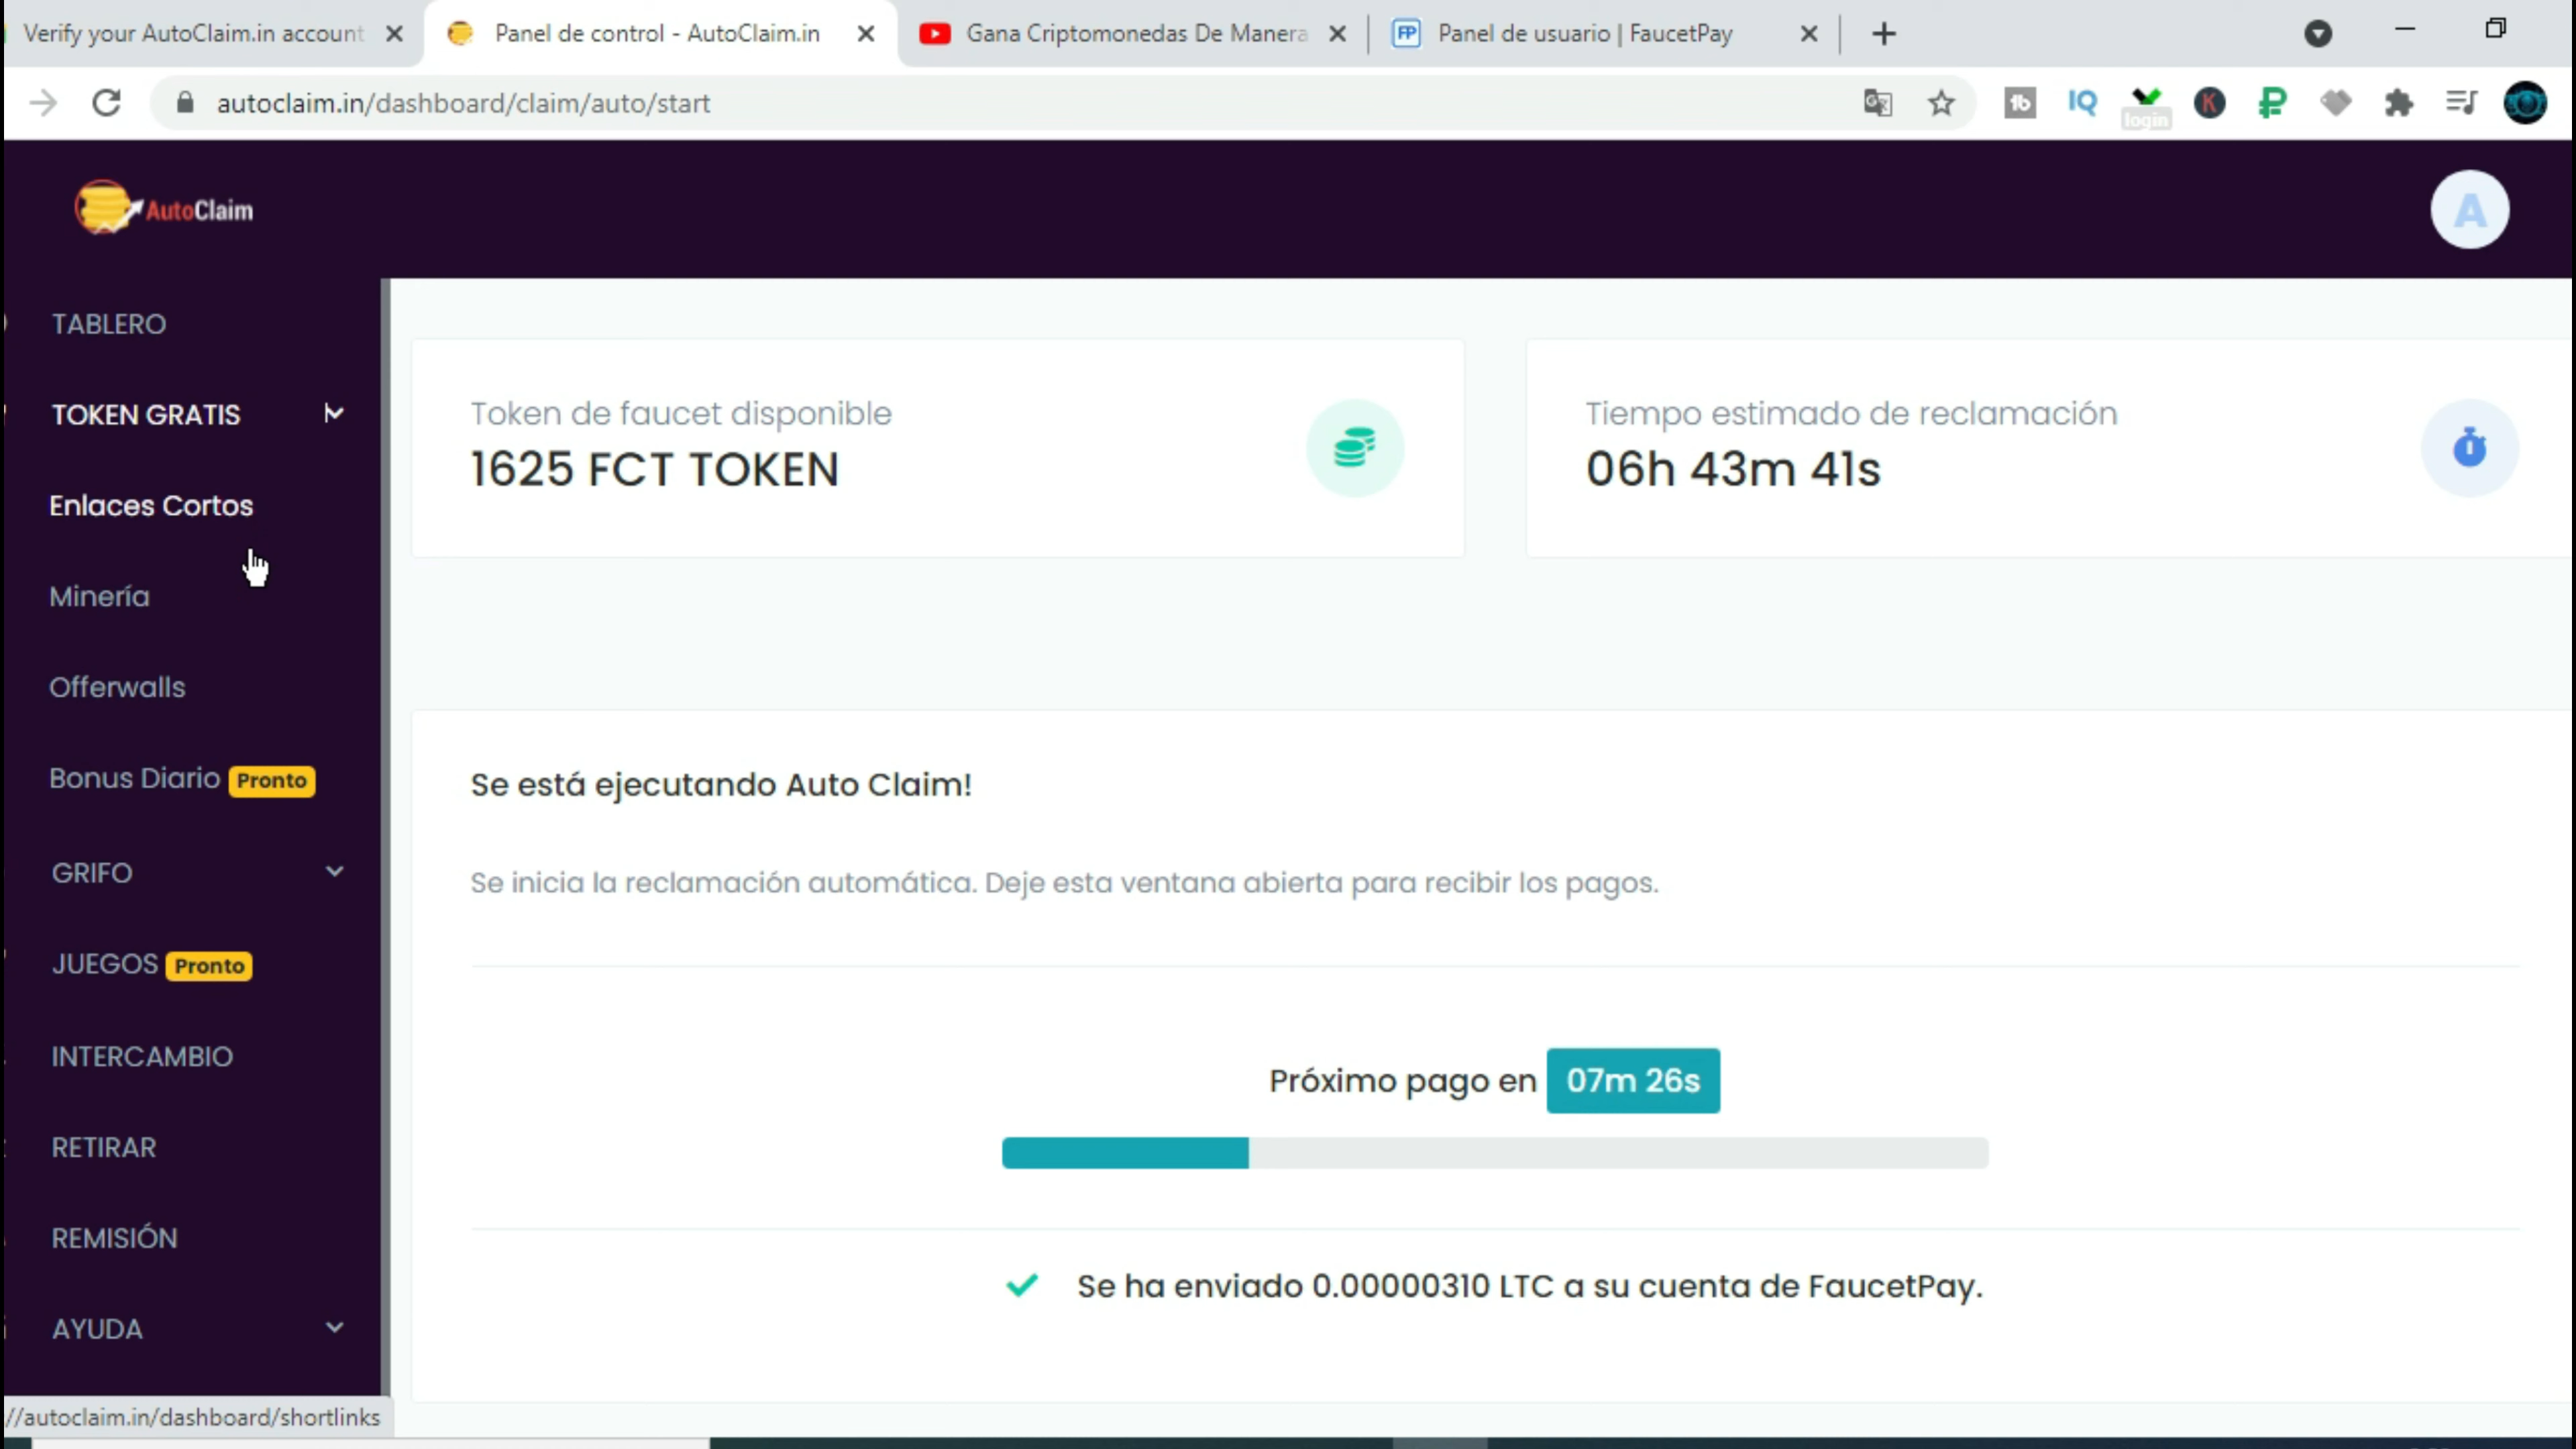 Verify your AutoClaim.in account
Panel de control - AutoClaim.in
Gana Criptomonedas De Manera
FP
Panel de usuario | FaucetPay
autoclaim.in/dashboard/claim/auto/start
tb
IQ
login
K
AutoClaim
A
TABLERO
TOKEN GRATIS
Enlaces Cortos
Minería
Offerwalls
Bonus Diario Pronto
GRIFO
JUEGOS Pronto
INTERCAMBIO
RETIRAR
REMISIÓN
AYUDA
Token de faucet disponible
1625 FCT TOKEN
Tiempo estimado de reclamación
06h 43m 41s
Se está ejecutando Auto Claim!
Se inicia la reclamación automática. Deje esta ventana abierta para recibir los pagos.
Próximo pago en 07m 26s
Se ha enviado 0.00000310 LTC a su cuenta de FaucetPay.
//autoclaim.in/dashboard/shortlinks